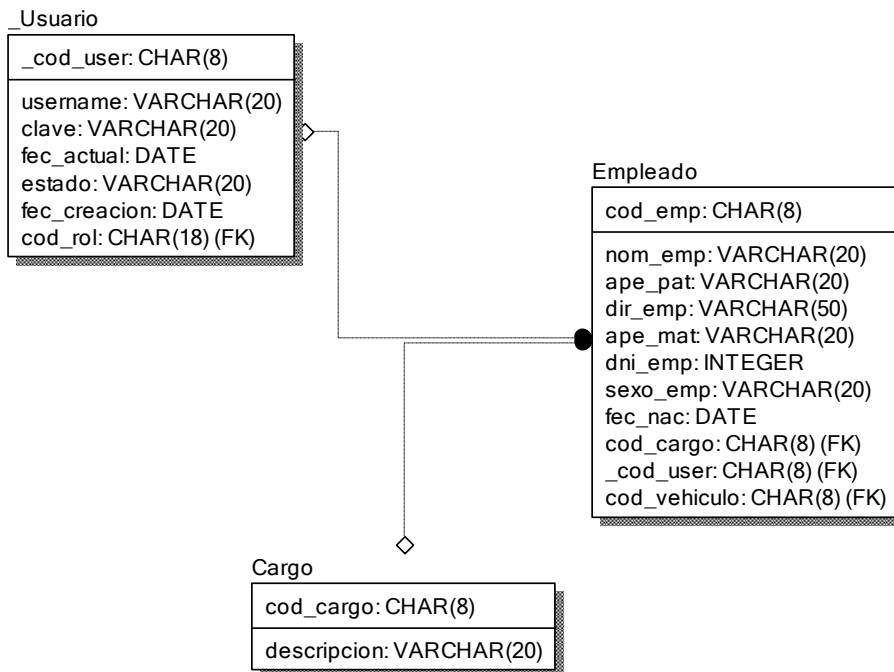 _Usuario
_cod_user: CHAR(8)
username: VARCHAR(20)
clave: VARCHAR(20)
fec_actual: DATE
estado: VARCHAR(20)
fec_creacion: DATE
cod_rol: CHAR(18) (FK)
Empleado
cod_emp: CHAR(8)
nom_emp: VARCHAR(20)
ape_pat: VARCHAR(20)
dir_emp: VARCHAR(50)
ape_mat: VARCHAR(20)
dni_emp: INTEGER
sexo_emp: VARCHAR(20)
fec_nac: DATE
cod_cargo: CHAR(8) (FK)
_cod_user: CHAR(8) (FK)
cod_vehiculo: CHAR(8) (FK)
Cargo
cod_cargo: CHAR(8)
descripcion: VARCHAR(20)